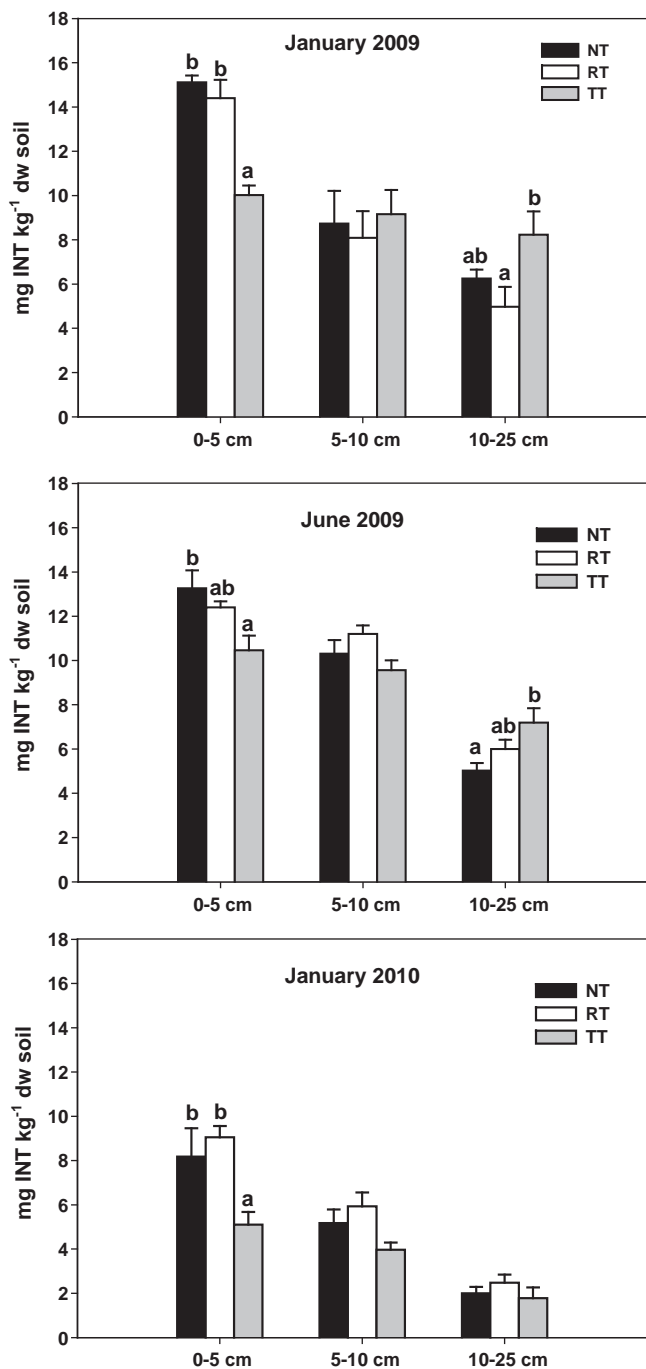 January 2009
NT
RT
TT
mg INT kg⁻¹ dw soil
18
16
14
12
10
8
6
4
2
0
b b
a
b
ab
a
0-5 cm 5-10 cm 10-25 cm
June 2009
NT
RT
TT
mg INT kg⁻¹ dw soil
18
16
14
12
10
8
6
4
2
0
b
ab
a
b
ab
a
0-5 cm 5-10 cm 10-25 cm
January 2010
NT
RT
TT
mg INT kg⁻¹ dw soil
18
16
14
12
10
8
6
4
2
0
b b
a
0-5 cm 5-10 cm 10-25 cm